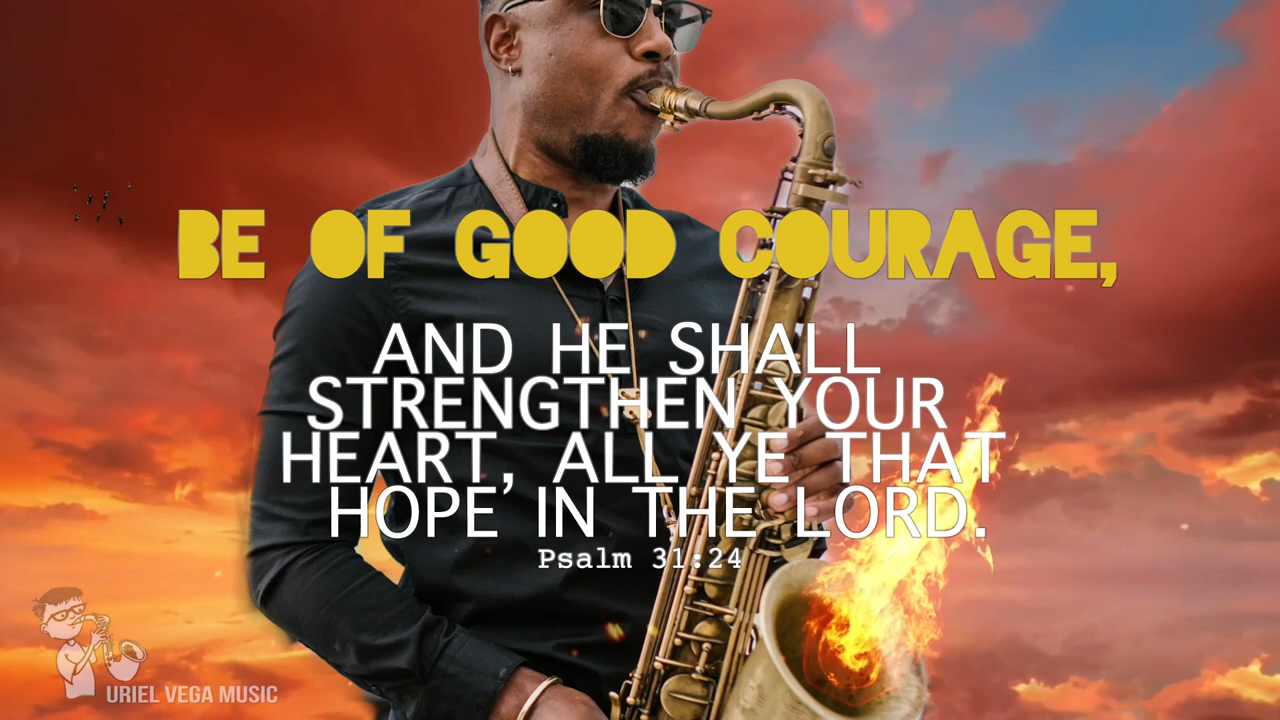 BE OF GOOD COURAGE,
AND HE SHALL
STRENGTHEN YOUR
HEART, ALL YE THAT
HOPE IN THE LORD.
Psalm 31:24
URIEL VEGA MUSIC